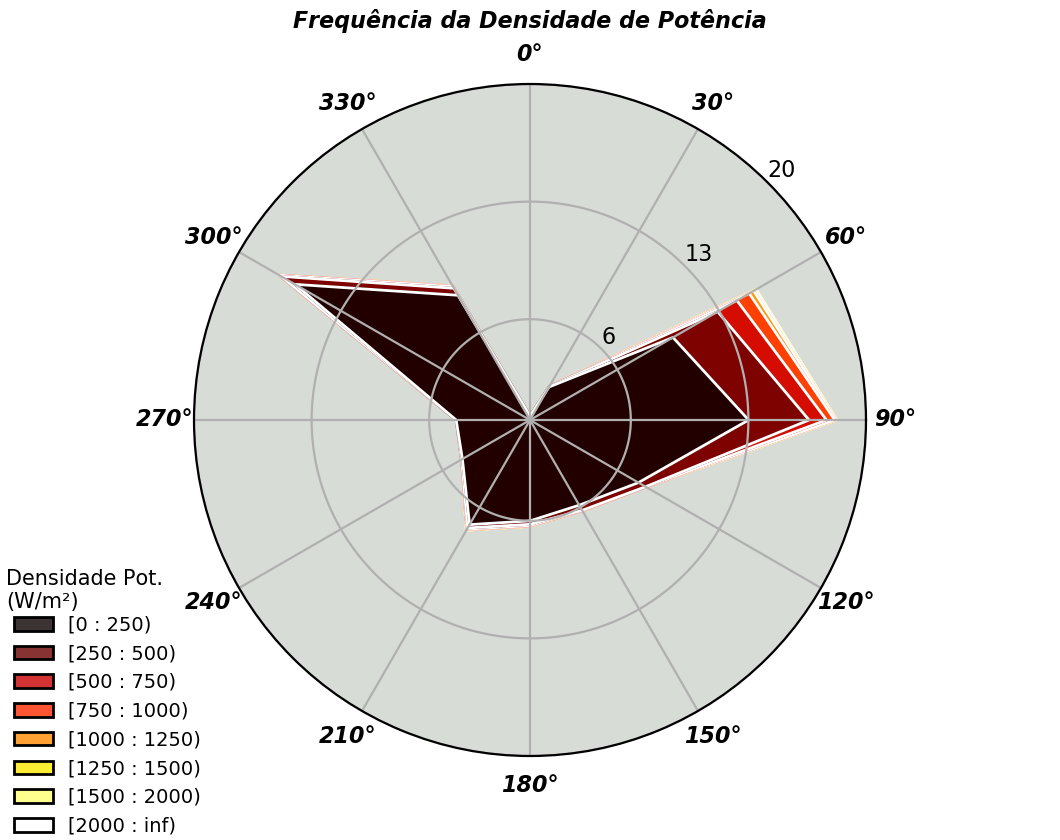 Frequência da Densidade de Potência
0°
330°
30°
20
300°
60°
13
6
270°
90°
240°
120°
210°
150°
180°
Densidade Pot.
(W/m²)
[0 : 250)
[250 : 500)
[500 : 750)
[750 : 1000)
[1000 : 1250)
[1250 : 1500)
[1500 : 2000)
[2000 : inf)